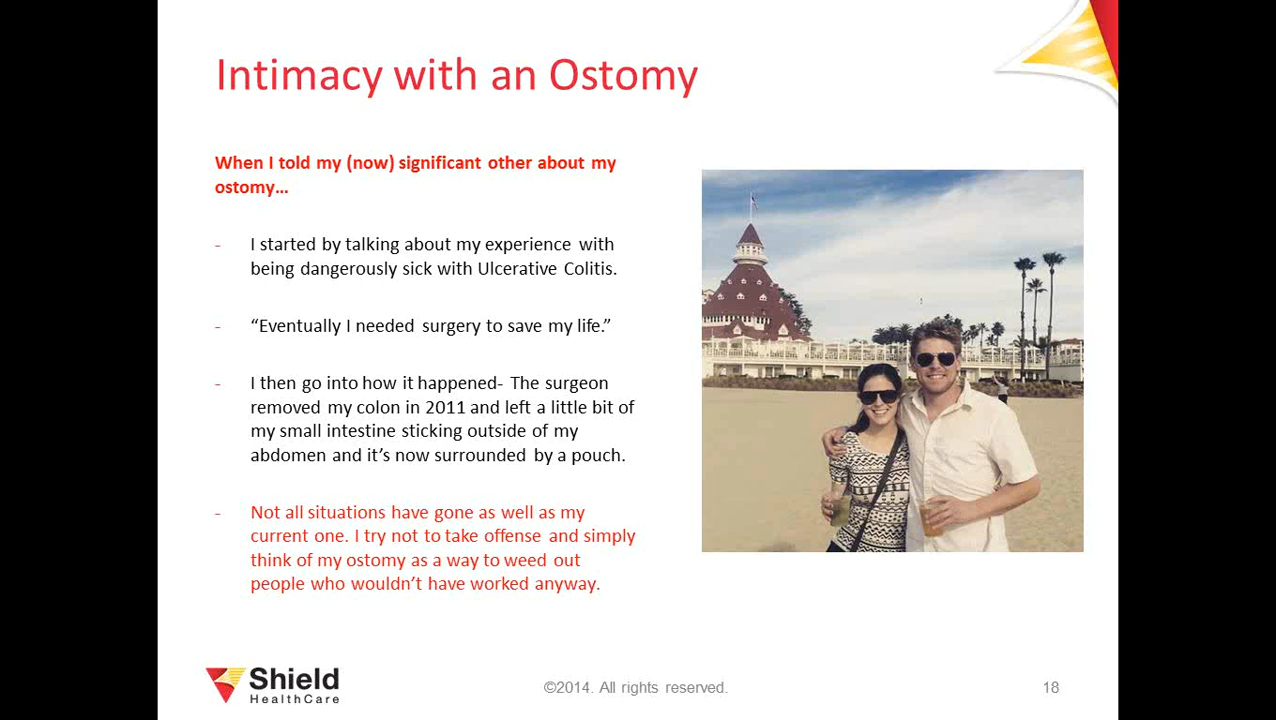 Intimacy with an Ostomy
When I told my (now) significant other about my
ostomy...
- I started by talking about my experience with
being dangerously sick with Ulcerative Colitis.
- “Eventually I needed surgery to save my life.”
- I then go into how it happened- The surgeon
removed my colon in 2011 and left a little bit of
my small intestine sticking outside of my
abdomen and it’s now surrounded by a pouch.
- Not all situations have gone as well as my
current one. I try not to take offense and simply
think of my ostomy as a way to weed out
people who wouldn’t have worked anyway.
Shield
HealthCare
©2014. All rights reserved.
18